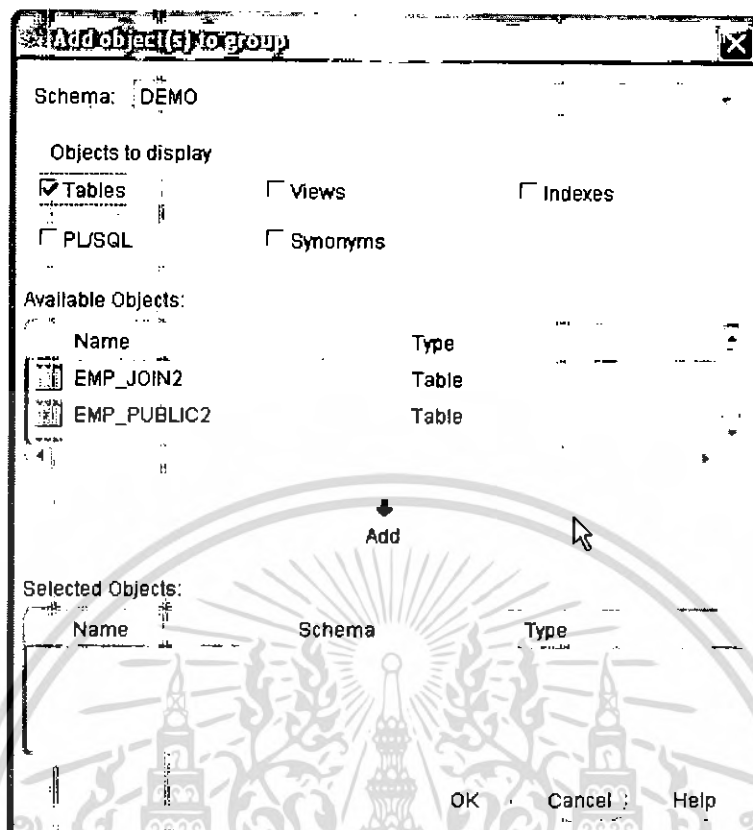 Add object(s) to group
Schema: DEMO
Objects to display
Tables Views Indexes
PL/SQL Synonyms
Available Objects:
Name Type
EMP_JOIN2 Table
EMP_PUBLIC2 Table
Add
Selected Objects:
Name Schema Type
OK Cancel Help